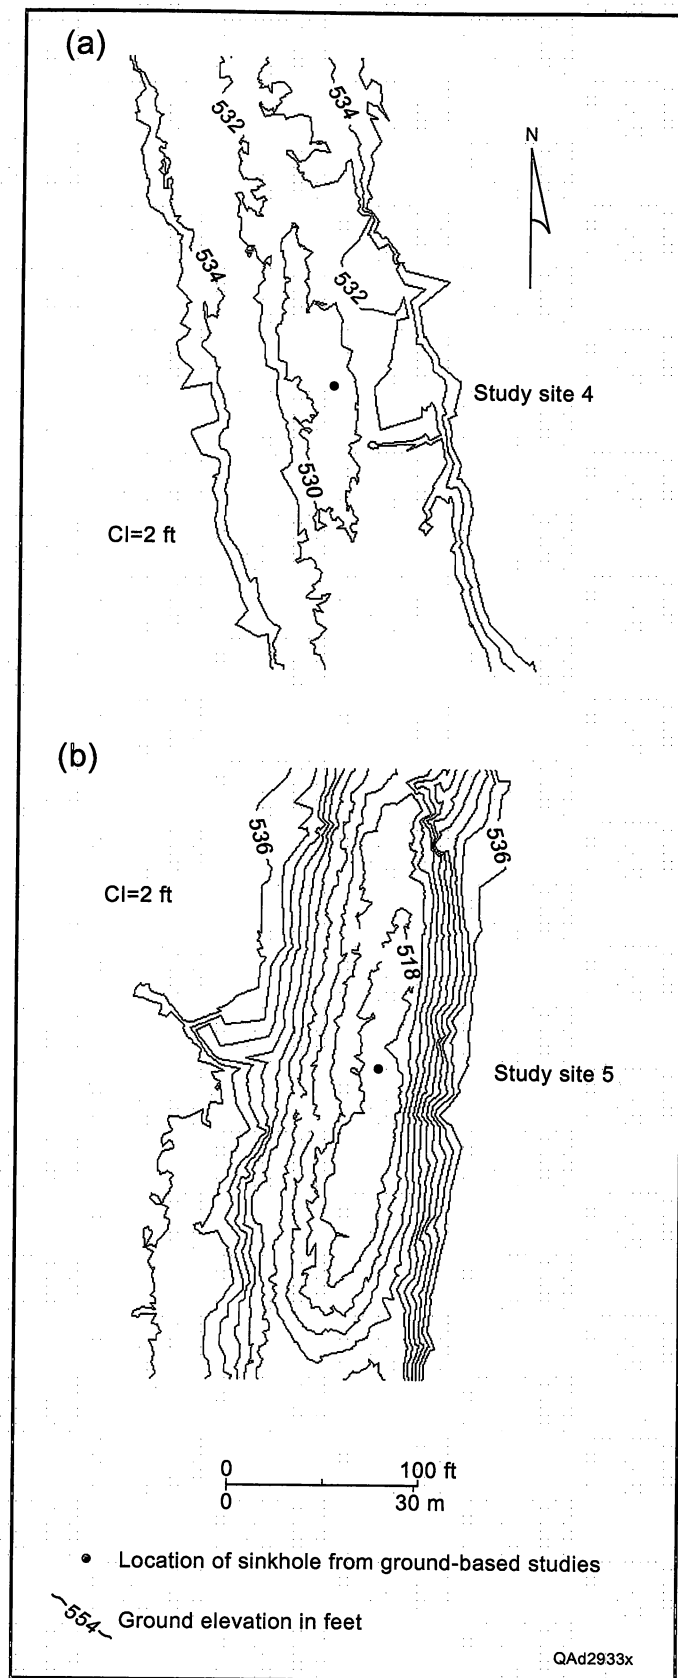 (a)
534
532
N
534
532
Study site 4
530
CI=2 ft
(b)
536
536
CI=2 ft
518
Study site 5
0 100 ft
0 30 m
Location of sinkhole from ground-based studies
554 Ground elevation in feet
QAd2933x